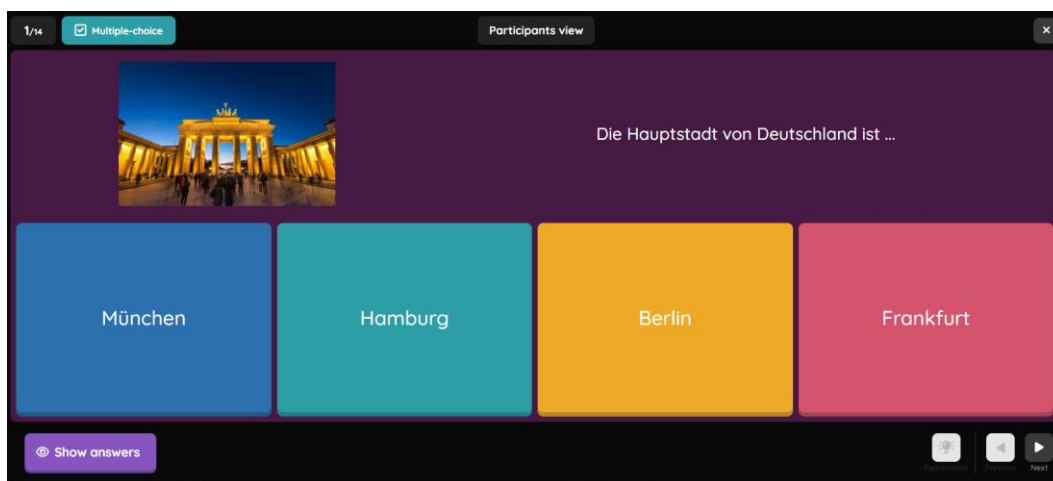 1/14
Multiple-choice
Participants view
Die Hauptstadt von Deutschland ist ...
München
Hamburg
Berlin
Frankfurt
Show answers
Explanation
Previous
Next